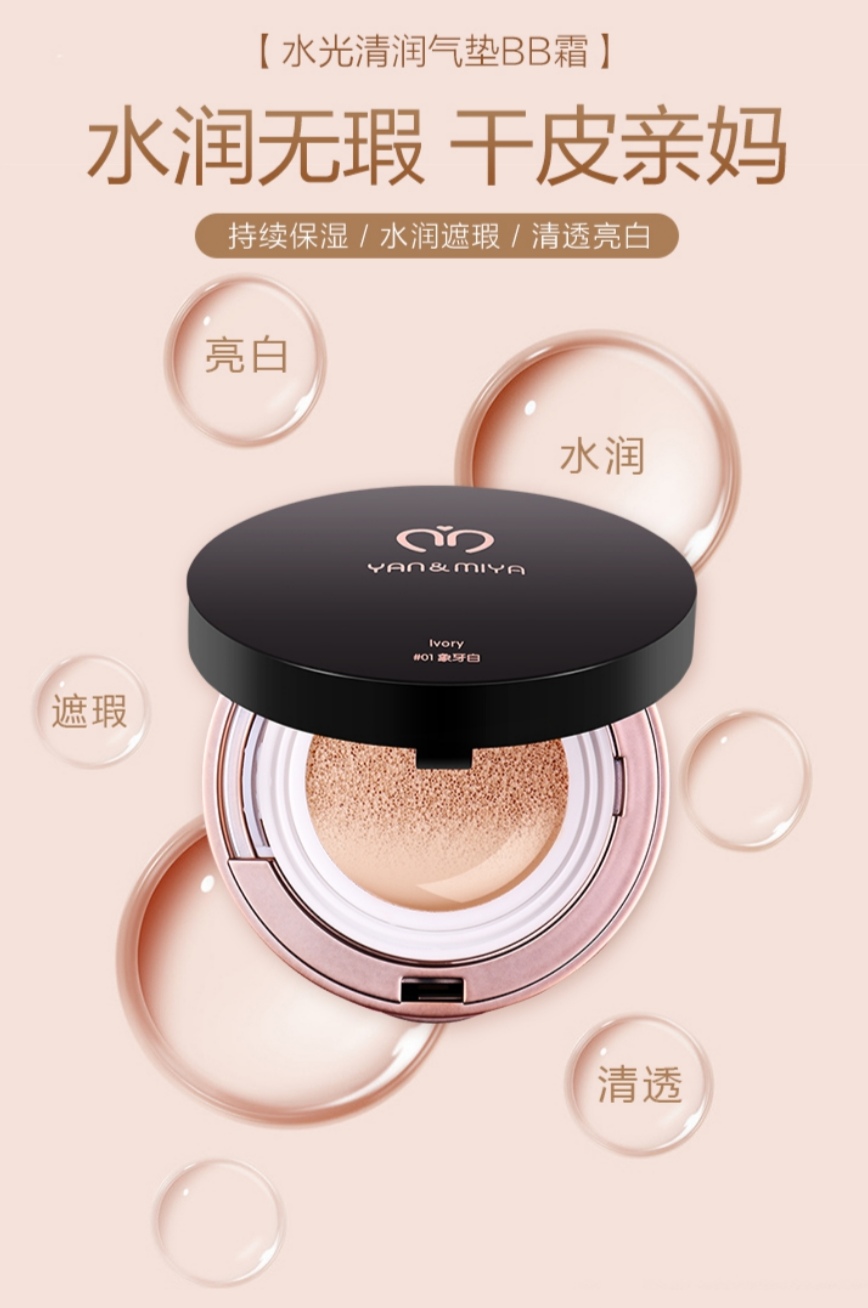 【水光清润气垫BB霜】
水润无瑕 干皮亲妈
持续保湿 / 水润遮瑕 / 清透亮白
亮白
水润
YAN&MIYA
Ivory
#01 象牙白
遮瑕
清透